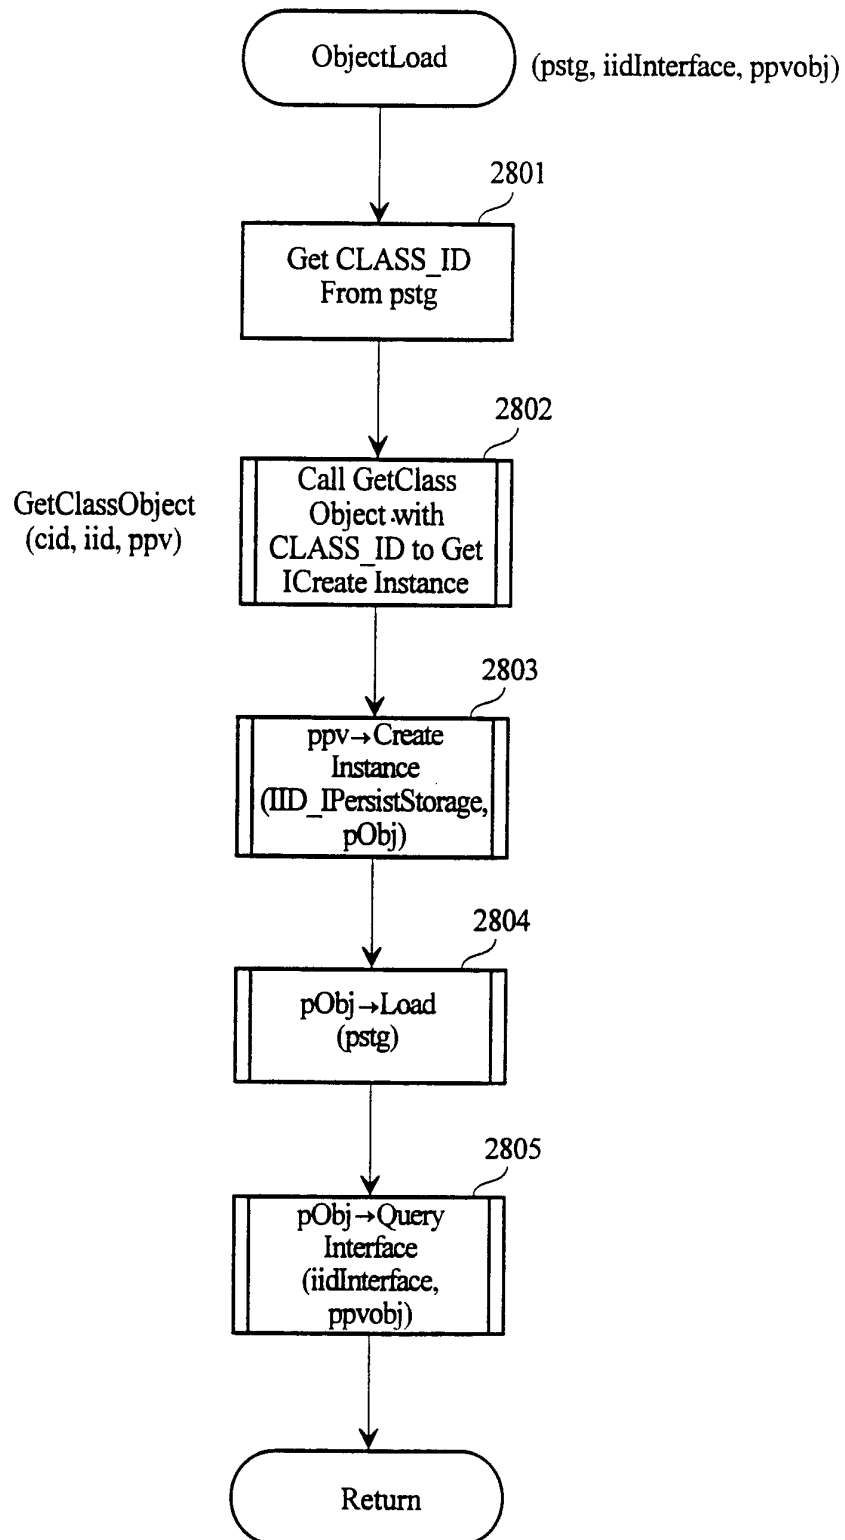 ObjectLoad
(pstg, iidInterface, ppvobj)
2801
Get CLASS_ID
From pstg
2802
GetClassObject
(cid, iid, ppv)
Call GetClass
Object with
CLASS_ID to Get
ICreate Instance
2803
ppv→Create
Instance
(IID_IPersistStorage,
pObj)
2804
pObj→Load
(pstg)
2805
pObj→Query
Interface
(iidInterface,
ppvobj)
Return